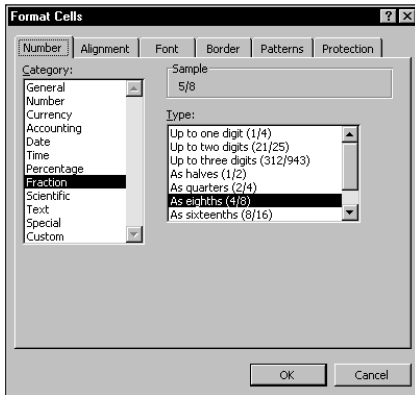 Format Cells
Number Alignment Font Border Patterns Protection
Category:
General
Number
Currency
Accounting
Date
Time
Percentage
Fraction
Scientific
Text
Special
Custom
Sample
5/8
Type:
Up to one digit (1/4)
Up to two digits (21/25)
Up to three digits (312/943)
As halves (1/2)
As quarters (2/4)
As eighths (4/8)
As sixteenths (8/16)
OK Cancel